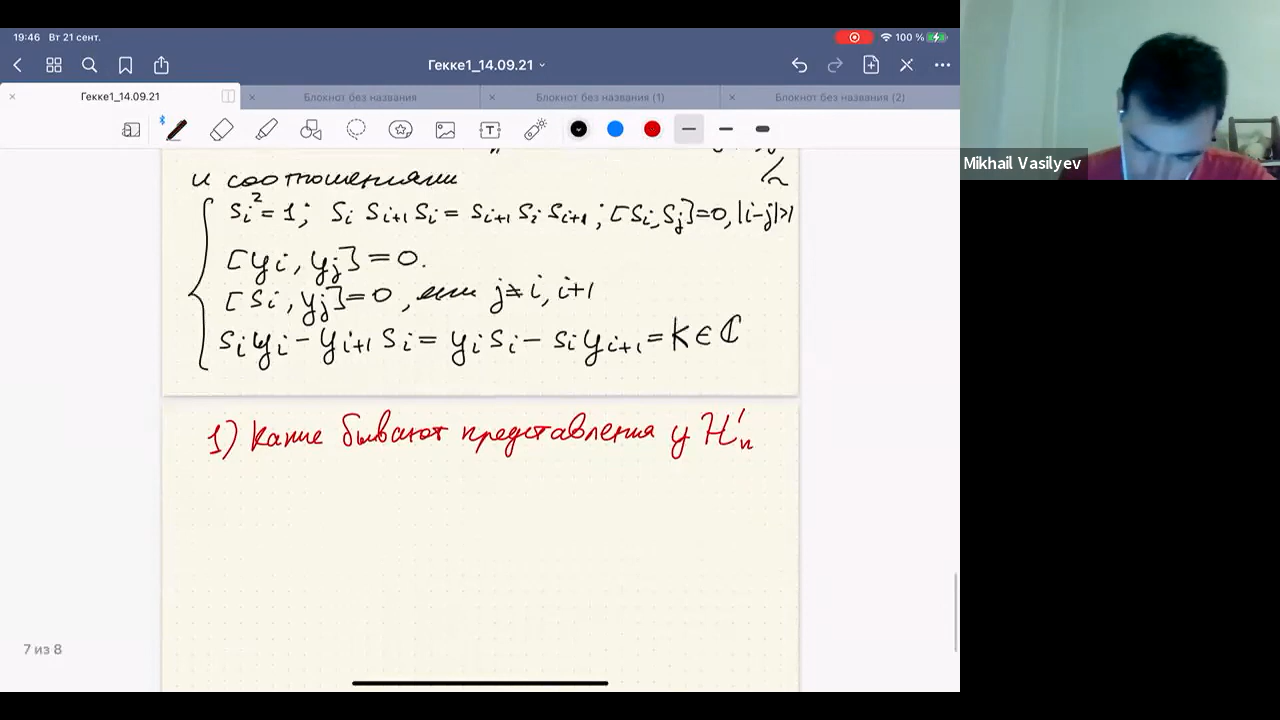 19:46 Вт 21 сент.
100 %
Гекке1_14.09.21
Гекке1_14.09.21
Блокнот без названия
Блокнот без названия (1)
Блокнот без названия (2)
Mikhail Vasilyev
и соотношениями
s_i^2 = 1; s_i s_{i+1} s_i = s_{i+1} s_i s_{i+1}; [s_i, s_j] = 0, |i-j|>1
[y_i, y_j] = 0.
[s_i, y_j] = 0, если j ≠ i, i+1
s_i y_i - y_{i+1} s_i = y_i s_i - s_i y_{i+1} = K ∈ ℂ
1) Какие бывают представления у H'_n
7 из 8